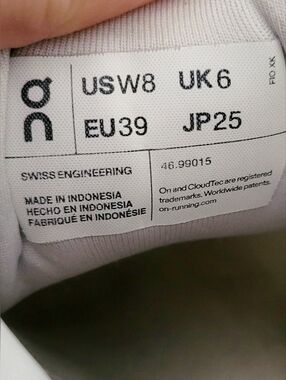 on
USW8 UK6
EU39 JP25
FIO XK
SWISS ENGINEERING
46.99015
MADE IN INDONESIA
HECHO EN INDONESIA
FABRIQUÉ EN INDONÉSIE
On and CloudTec are registered
trademarks. Worldwide patents.
on-running.com